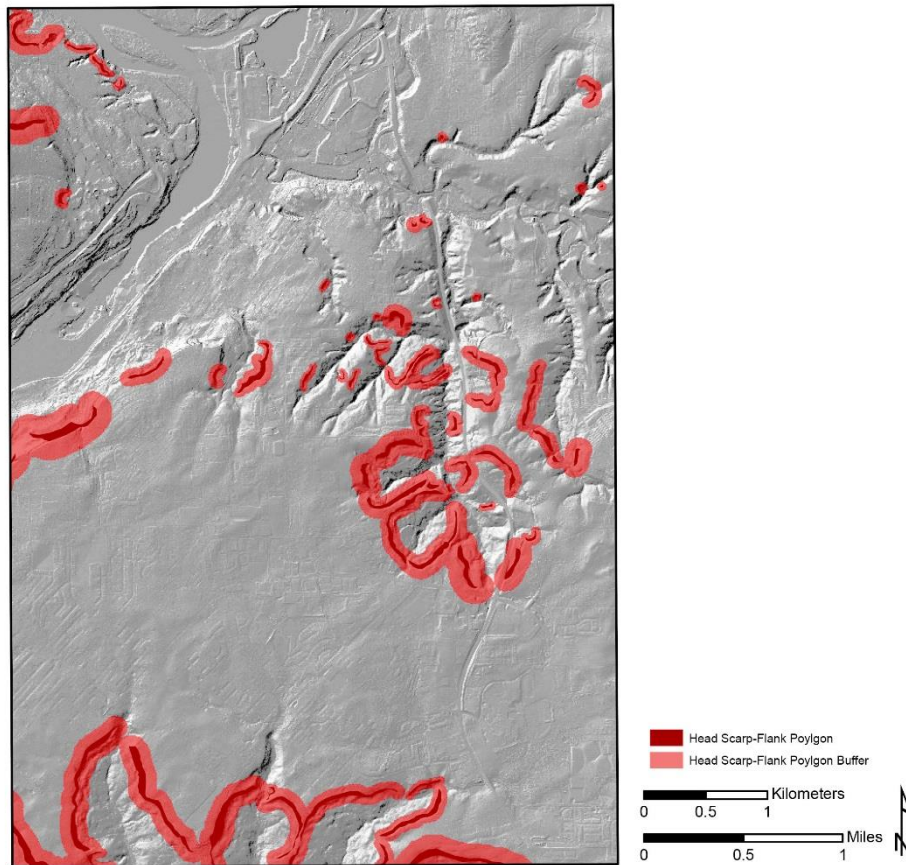 Head Scarp-Flank Poylgon
Head Scarp-Flank Poylgon Buffer
Kilometers
0 0.5 1
Miles
0 0.5 1